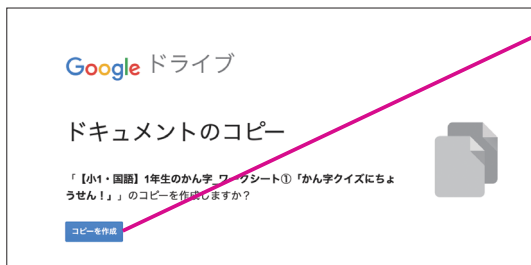 Google ドライブ
ドキュメントのコピー
「【小1・国語】1年生のかん字_ワークシート①「かん字クイズにちょ
うせん！」」のコピーを作成しますか？
コピーを作成